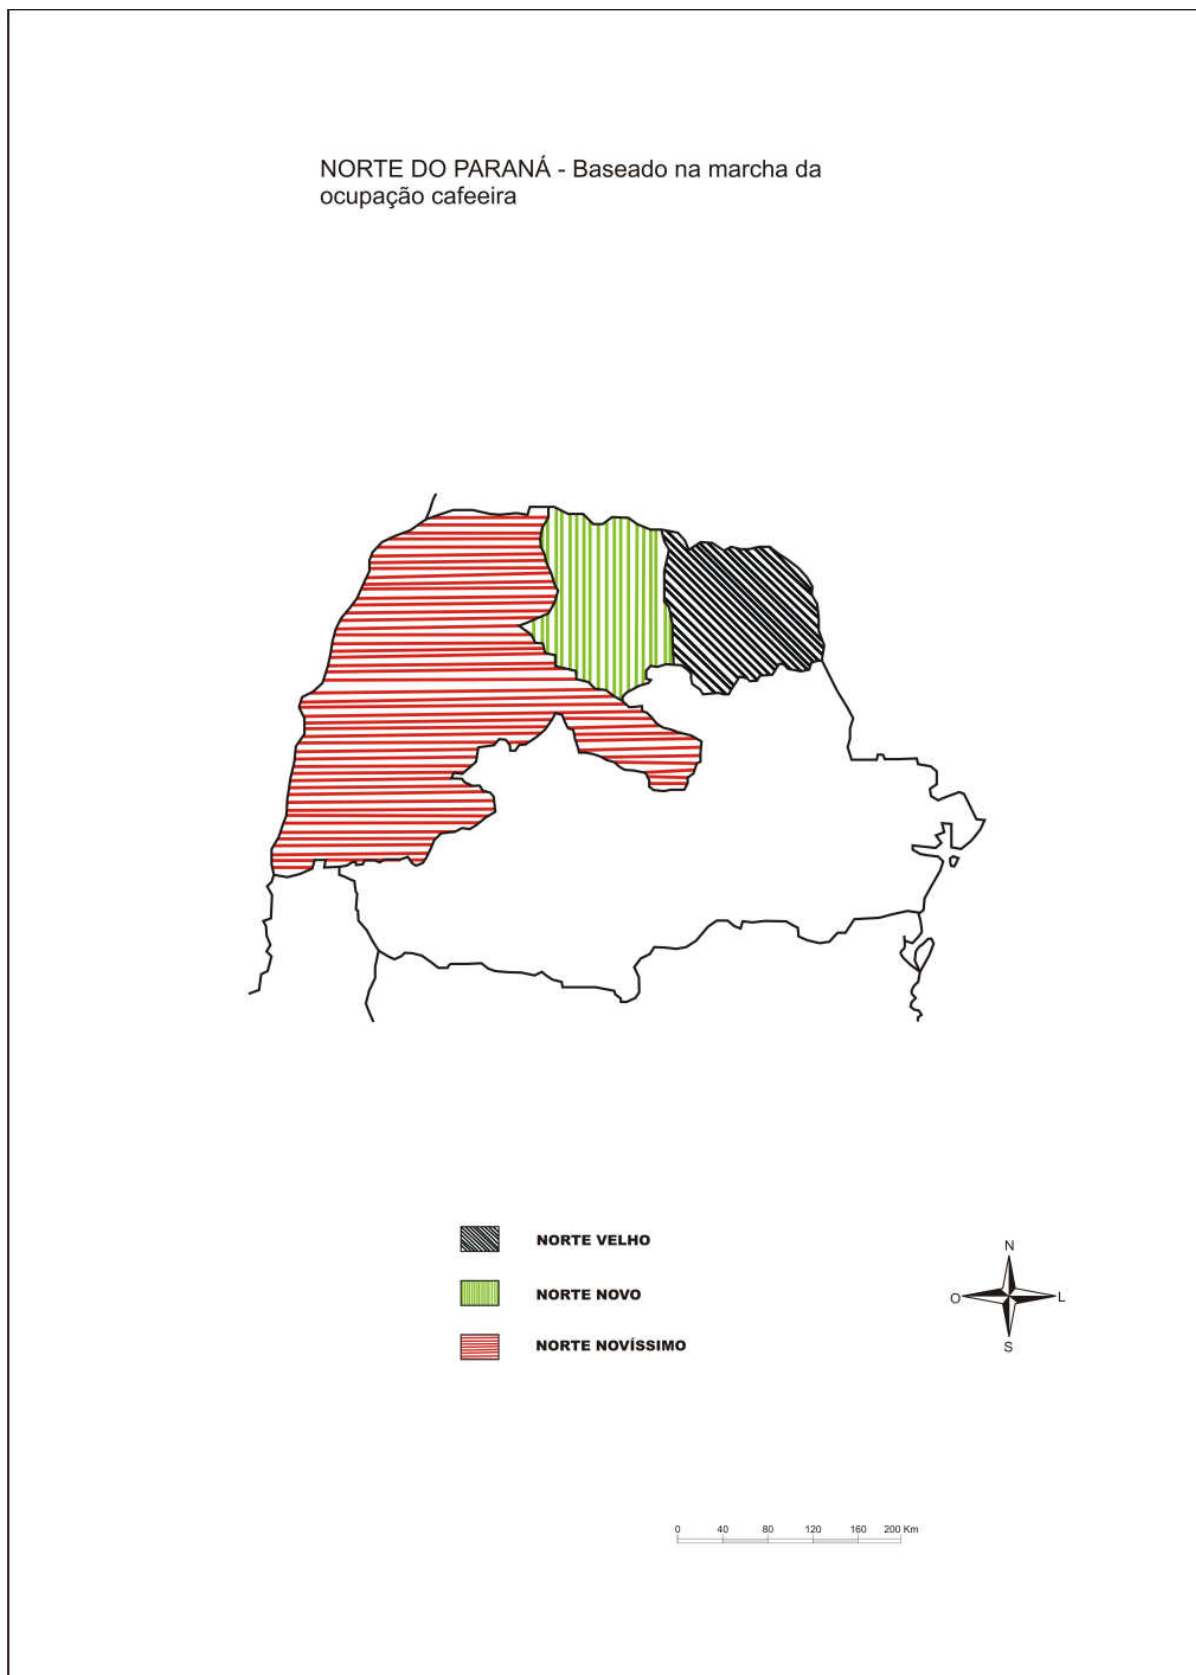 NORTE DO PARANÁ - Baseado na marcha da
ocupação cafeeira
NORTE VELHO
NORTE NOVO
NORTE NOVÍSSIMO
N
O
L
S
0 40 80 120 160 200 Km